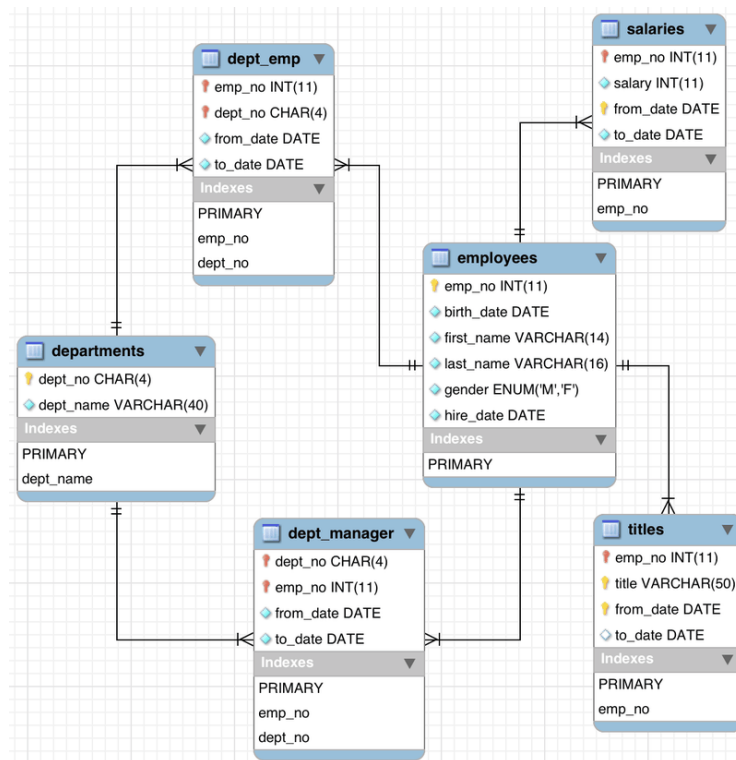 dept_emp
emp_no INT(11)
dept_no CHAR(4)
from_date DATE
to_date DATE
Indexes
PRIMARY
emp_no
dept_no
salaries
emp_no INT(11)
salary INT(11)
from_date DATE
to_date DATE
Indexes
PRIMARY
emp_no
employees
emp_no INT(11)
birth_date DATE
first_name VARCHAR(14)
last_name VARCHAR(16)
gender ENUM('M','F')
hire_date DATE
Indexes
PRIMARY
departments
dept_no CHAR(4)
dept_name VARCHAR(40)
Indexes
PRIMARY
dept_name
dept_manager
dept_no CHAR(4)
emp_no INT(11)
from_date DATE
to_date DATE
Indexes
PRIMARY
emp_no
dept_no
titles
emp_no INT(11)
title VARCHAR(50)
from_date DATE
to_date DATE
Indexes
PRIMARY
emp_no